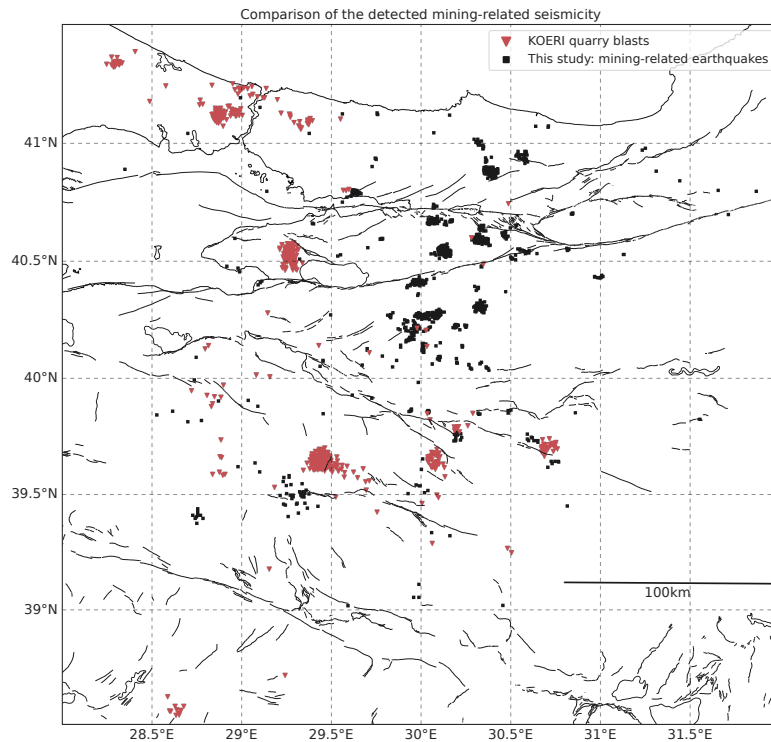 Comparison of the detected mining-related seismicity
KOERI quarry blasts
This study: mining-related earthquakes
41°N
40.5°N
40°N
39.5°N
39°N
100km
28.5°E
29°E
29.5°E
30°E
30.5°E
31°E
31.5°E